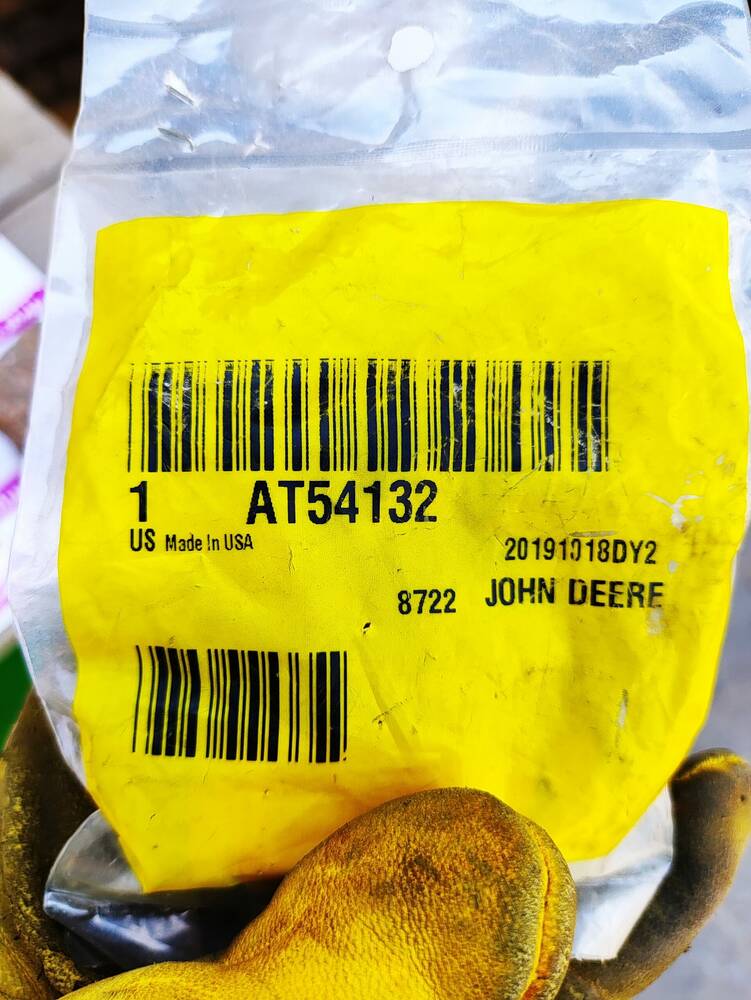 1 AT54132
US Made In USA
20191018DY2
8722 JOHN DEERE